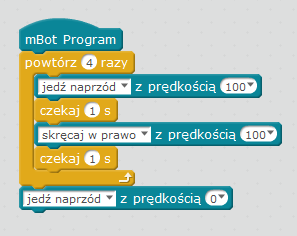 mBot Program
powtórz 4 razy
jedź naprzód z prędkością 100
czekaj 1 s
skręcaj w prawo z prędkością 100
czekaj 1 s
jedź naprzód z prędkością 0